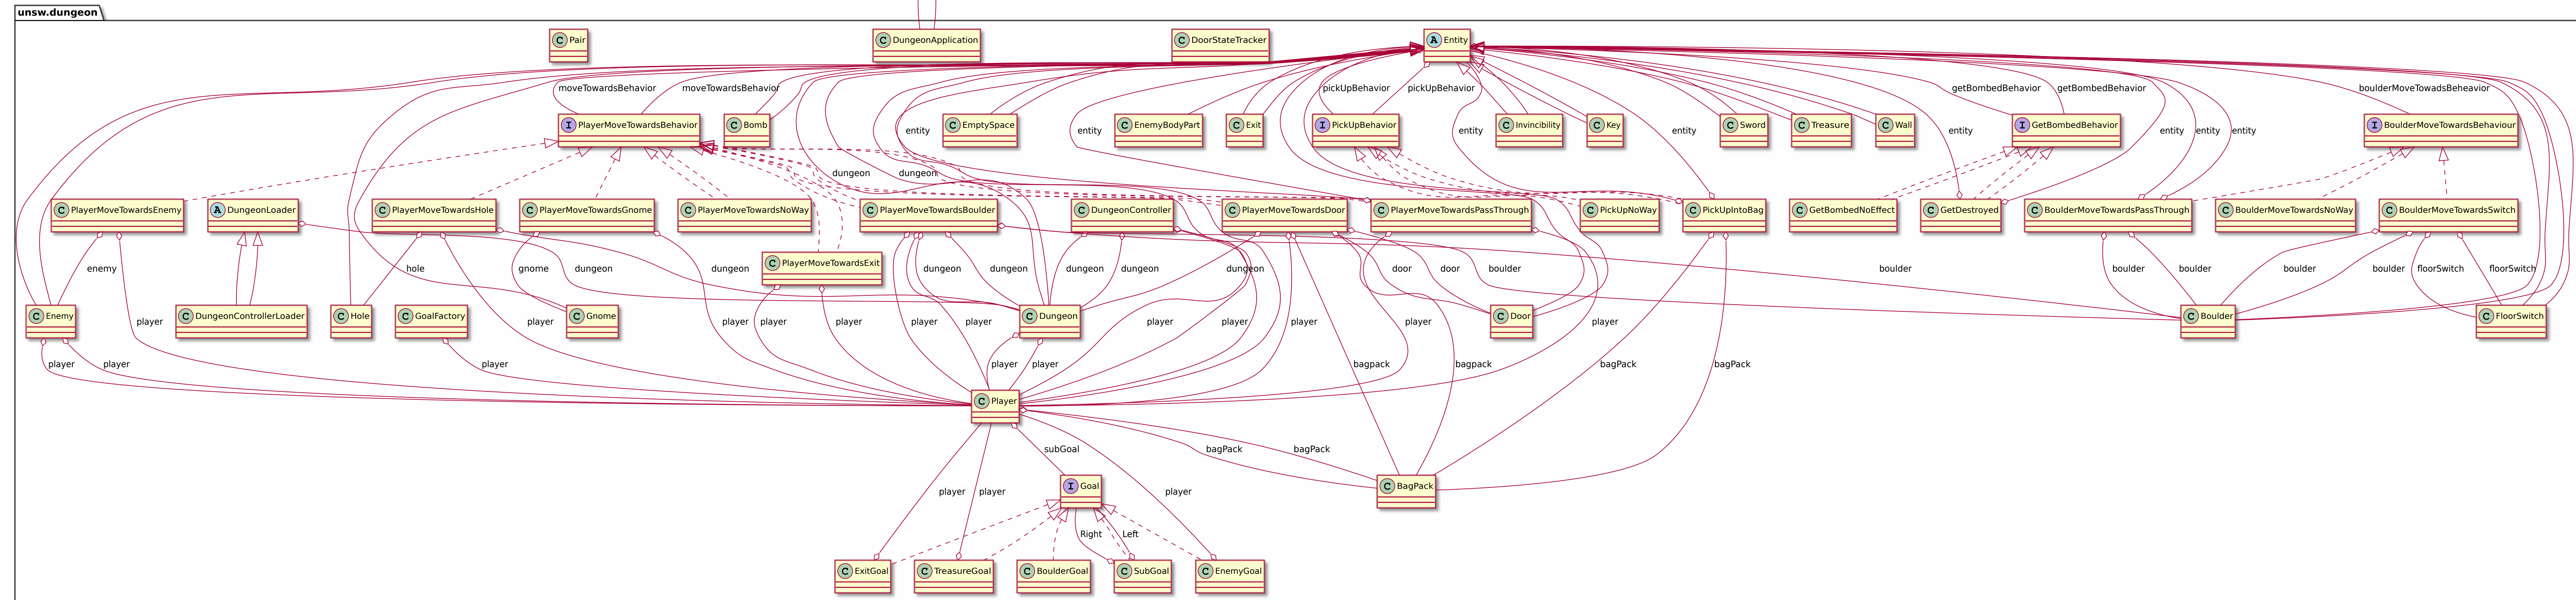 unsw.dungeon
C Pair
C DungeonApplication
C DoorStateTracker
A Entity
moveTowardsBehavior
moveTowardsBehavior
pickUpBehavior
pickUpBehavior
getBombedBehavior
getBombedBehavior
boulderMoveTowardsBeheavior
I PlayerMoveTowardsBehavior
C Bomb
entity
C EmptySpace
entity
C EnemyBodyPart
C Exit
I PickUpBehavior
entity
C Invincibility
C Key
entity
C Sword
C Treasure
C Wall
entity
I GetBombedBehavior
entity
entity
entity
I BoulderMoveTowardsBehaviour
dungeon
dungeon
C PlayerMoveTowardsEnemy
A DungeonLoader
C PlayerMoveTowardsHole
C PlayerMoveTowardsGnome
C PlayerMoveTowardsNoWay
C PlayerMoveTowardsBoulder
C DungeonController
C PlayerMoveTowardsDoor
C PlayerMoveTowardsPassThrough
C PickUpNoWay
C PickUpIntoBag
C GetBombedNoEffect
C GetDestroyed
C BoulderMoveTowardsPassThrough
C BoulderMoveTowardsNoWay
C BoulderMoveTowardsSwitch
enemy
hole
gnome
dungeon
dungeon
C PlayerMoveTowardsExit
dungeon
dungeon
dungeon
dungeon
dungeon
door
door
boulder
boulder
boulder
boulder
boulder
boulder
floorSwitch
floorSwitch
C Enemy
player
C DungeonControllerLoader
C Hole
C GoalFactory
player
C Gnome
player
player
player
player
player
C Dungeon
player
player
player
player
player
C Door
C Boulder
C FloorSwitch
player
player
player
player
player
bagpack
bagpack
bagPack
bagPack
C Player
subGoal
bagPack
bagPack
player
player
I Goal
player
C BagPack
Right
Left
C ExitGoal
C TreasureGoal
C BoulderGoal
C SubGoal
C EnemyGoal